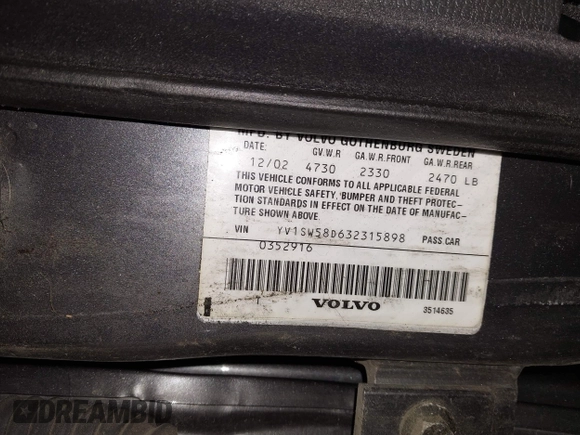 MFD. BY VOLVO GOTHENBURG SWEDEN
DATE: GV.W.R GA.W.R.FRONT GA.W.R.REAR
12/02 4730 2330 2470 LB
THIS VEHICLE CONFORMS TO ALL APPLICABLE FEDERAL
MOTOR VEHICLE SAFETY, BUMPER AND THEFT PROTEC-
TION STANDARDS IN EFFECT ON THE DATE OF MANUFAC-
TURE SHOWN ABOVE.
VIN YV1SW58D632315898 PASS.CAR
0352916
VOLVO 3514635
DREAMBID